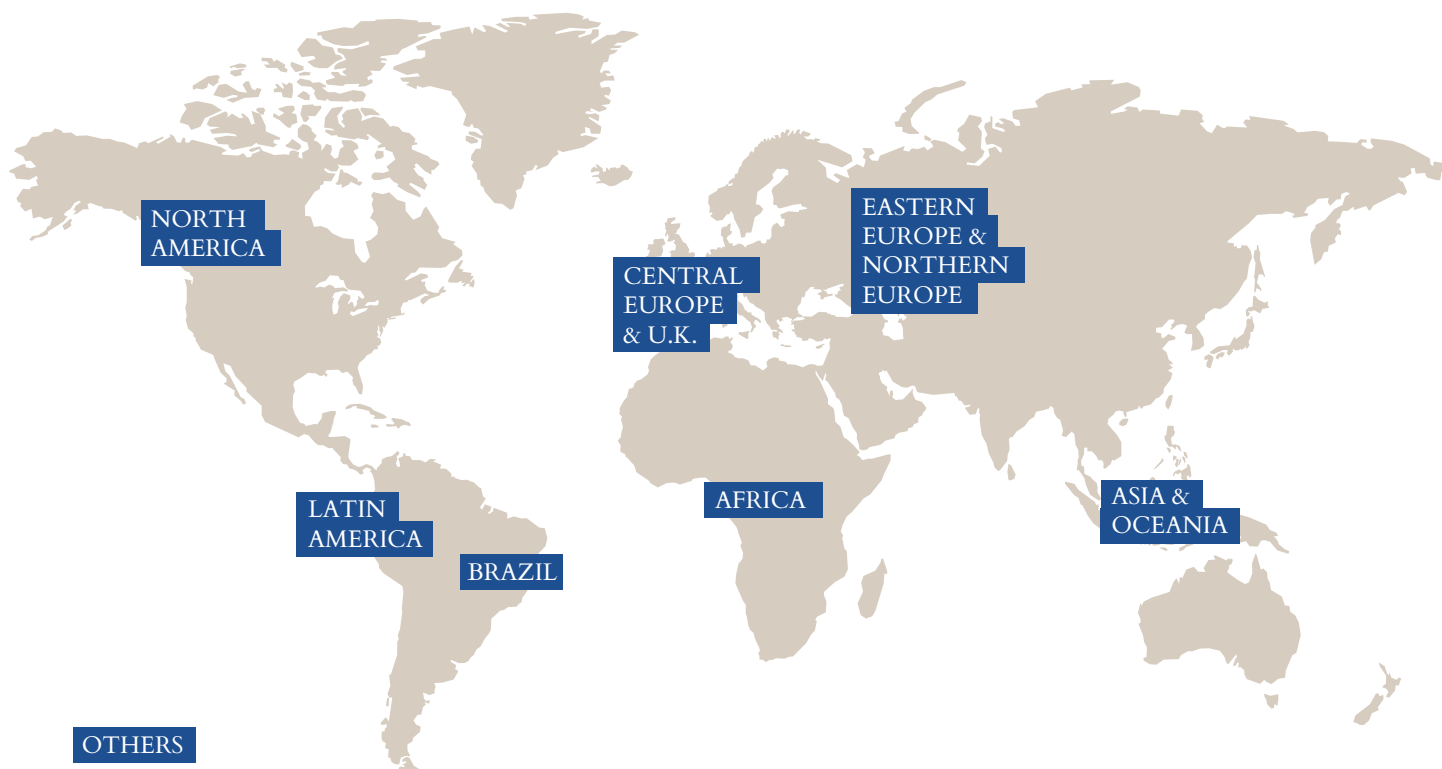 NORTH
AMERICA
EASTERN
EUROPE &
NORTHERN
EUROPE
CENTRAL
EUROPE
& U.K.
LATIN
AMERICA
BRAZIL
AFRICA
ASIA &
OCEANIA
OTHERS